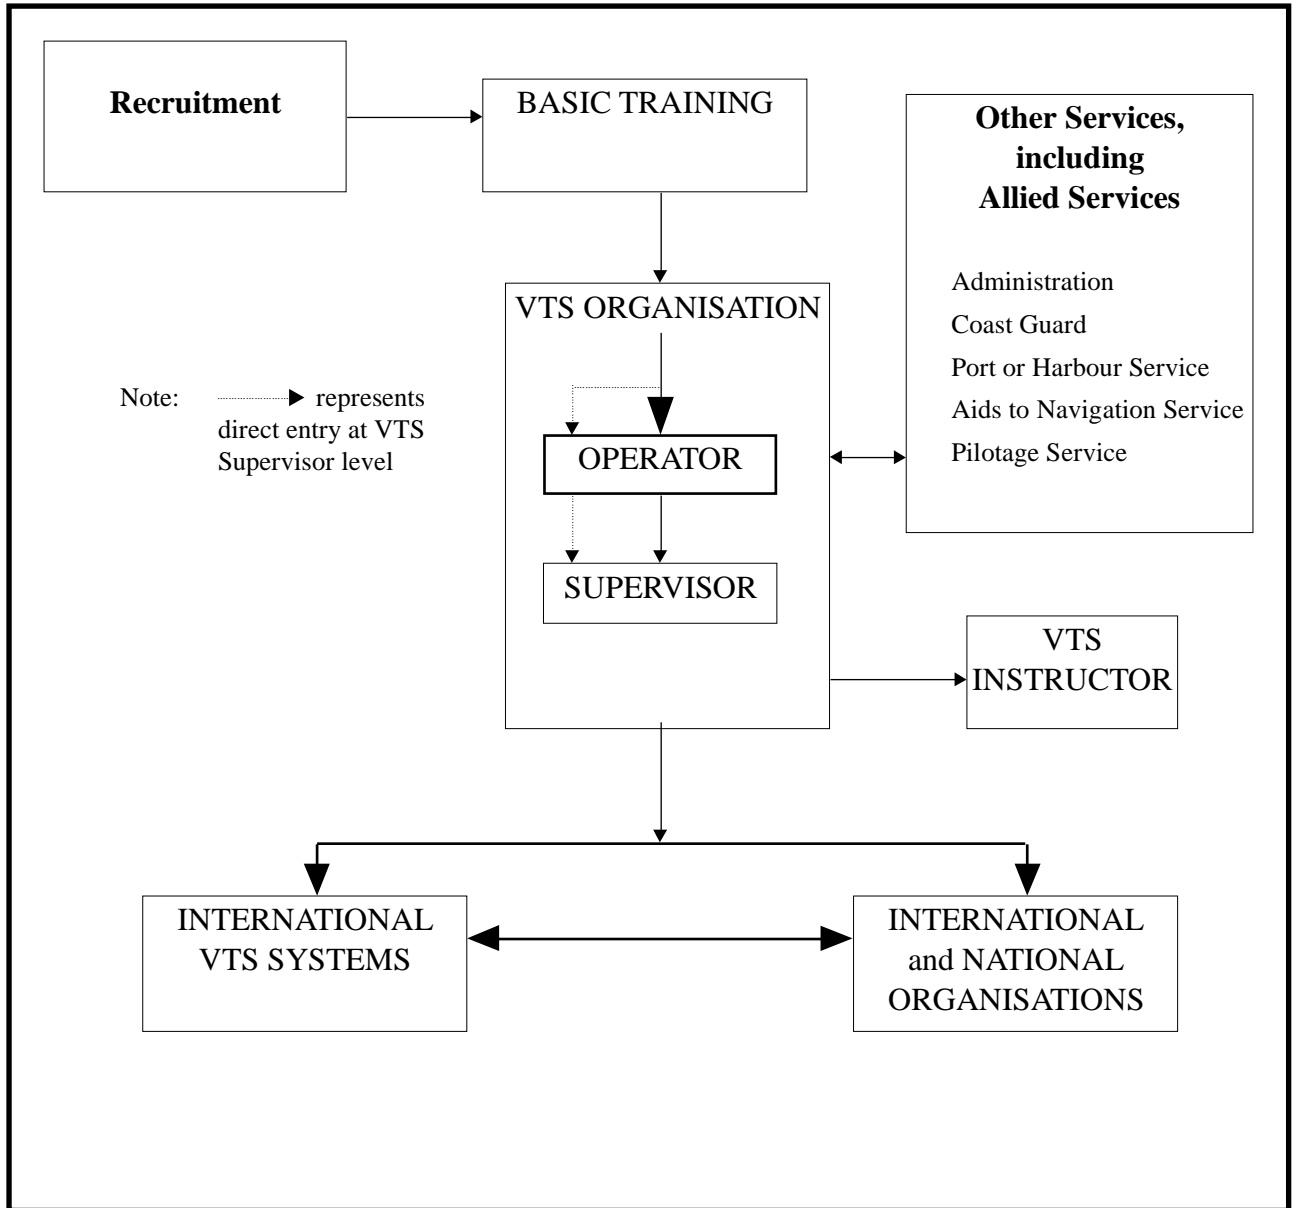 Recruitment
BASIC TRAINING
Other Services,
including
Allied Services
Administration
Coast Guard
Port or Harbour Service
Aids to Navigation Service
Pilotage Service
VTS ORGANISATION
Note: represents
direct entry at VTS
Supervisor level
OPERATOR
SUPERVISOR
VTS
INSTRUCTOR
INTERNATIONAL
VTS SYSTEMS
INTERNATIONAL
and NATIONAL
ORGANISATIONS